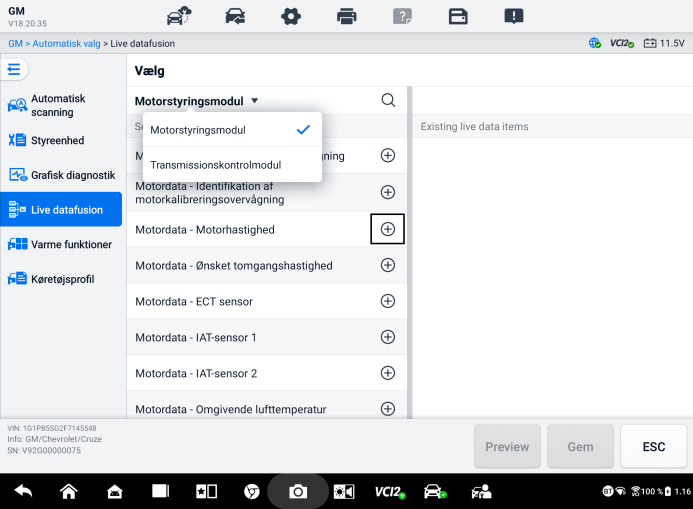 GM
V18.20.35
GM > Automatisk valg > Live datafusion
VCI2
11.5V
Vælg
Automatisk
scanning
Styreenhed
Grafisk diagnostik
Live datafusion
Varme funktioner
Køretøjsprofil
Motorstyringsmodul
Motorstyringsmodul
Transmissionskontrolmodul
Existing live data items
Motordata - Identifikation af
motorkalibreringsovervågning
Motordata - Motorhastighed
Motordata - Ønsket tomgangshastighed
Motordata - ECT sensor
Motordata - IAT-sensor 1
Motordata - IAT-sensor 2
Motordata - Omgivende lufttemperatur
VIN: 1G1PB5SG2F7145548
Info: GM/Chevrolet/Cruze
SN: V92G00000075
Preview
Gem
ESC
VCI2
BT
100 %
1.16